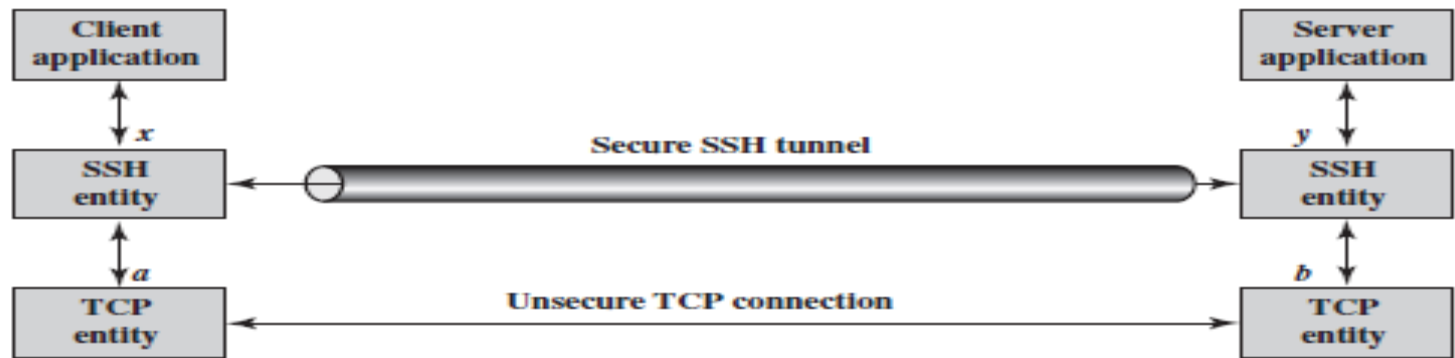 Client
application
Server
application
x
y
Secure SSH tunnel
SSH
entity
SSH
entity
a
b
Unsecure TCP connection
TCP
entity
TCP
entity